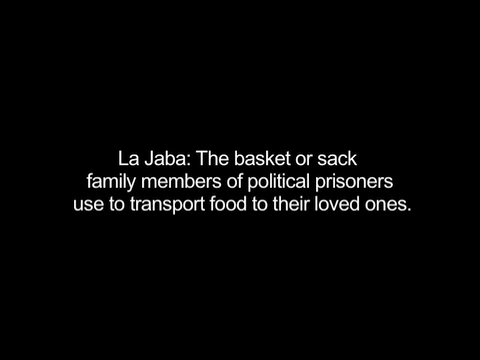 La Jaba: The basket or sack
family members of political prisoners
use to transport food to their loved ones.